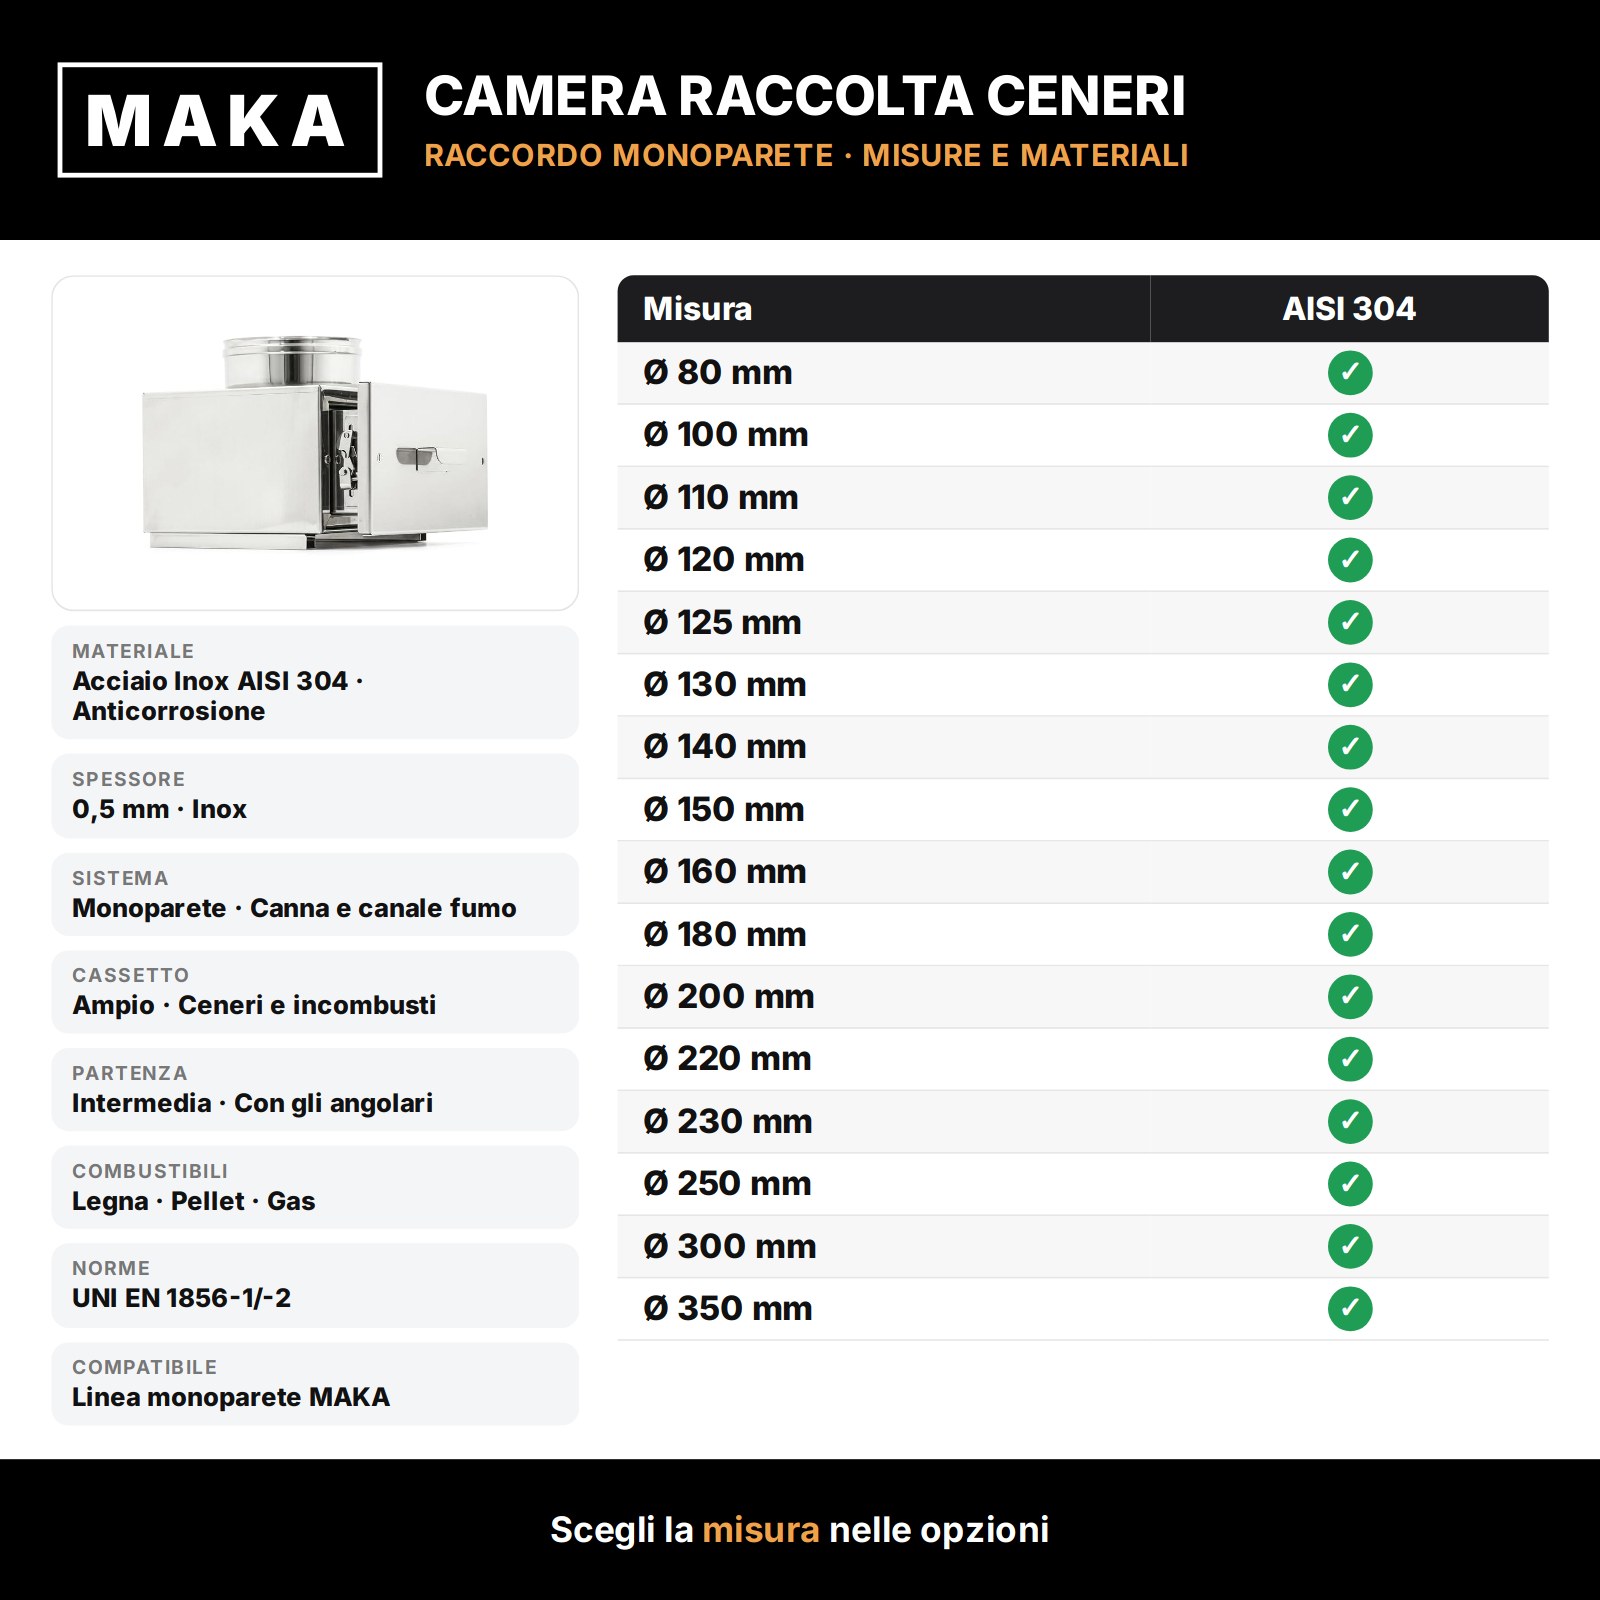 MAKA
CAMERA RACCOLTA CENERI
RACCORDO MONOPARETE · MISURE E MATERIALI
MATERIALE
Acciaio Inox AISI 304 ·
Anticorrosione
SPESSORE
0,5 mm · Inox
SISTEMA
Monoparete · Canna e canale fumo
CASSETTO
Ampio · Ceneri e incombusti
PARTENZA
Intermedia · Con gli angolari
COMBUSTIBILI
Legna · Pellet · Gas
NORME
UNI EN 1856-1/-2
COMPATIBILE
Linea monoparete MAKA
Misura AISI 304
Ø 80 mm ✓
Ø 100 mm ✓
Ø 110 mm ✓
Ø 120 mm ✓
Ø 125 mm ✓
Ø 130 mm ✓
Ø 140 mm ✓
Ø 150 mm ✓
Ø 160 mm ✓
Ø 180 mm ✓
Ø 200 mm ✓
Ø 220 mm ✓
Ø 230 mm ✓
Ø 250 mm ✓
Ø 300 mm ✓
Ø 350 mm ✓
Scegli la misura nelle opzioni